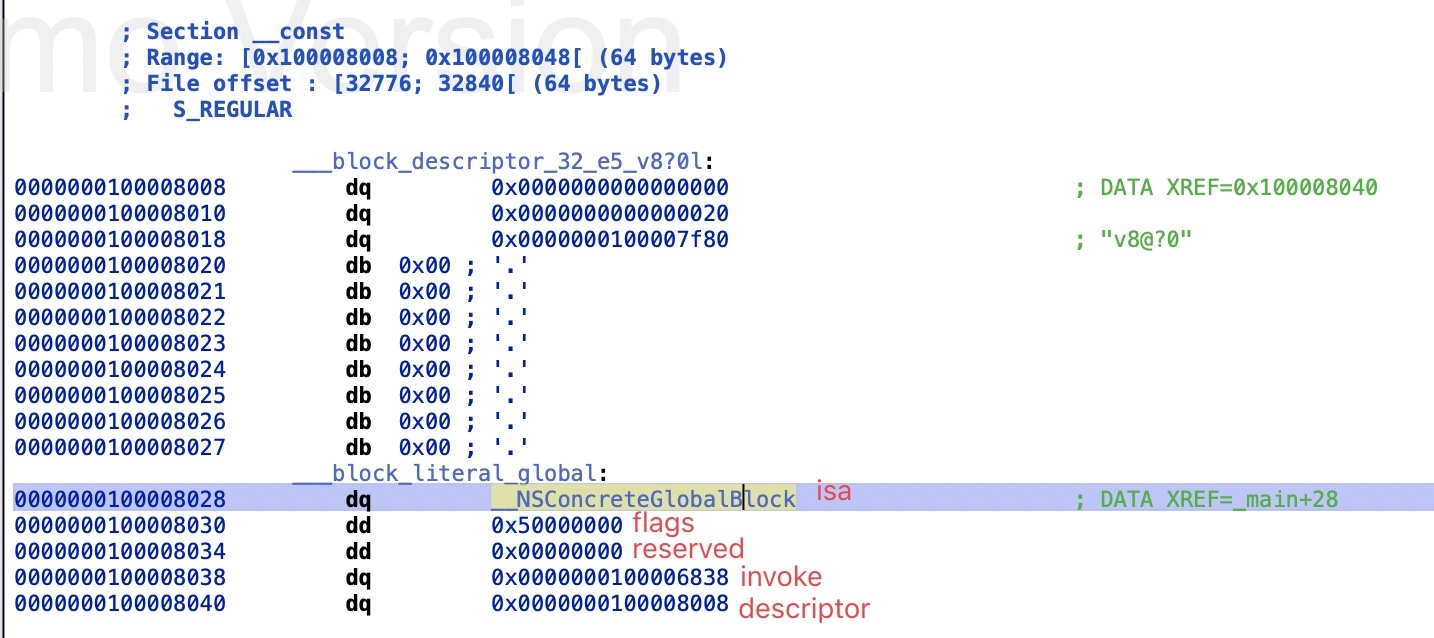 mo Version
; Section __const
; Range: [0x100008008; 0x100008048[ (64 bytes)
; File offset : [32776; 32840[ (64 bytes)
;   S_REGULAR
___block_descriptor_32_e5_v8?0l:
0000000100008008 dq 0x0000000000000000 ; DATA XREF=0x100008040
0000000100008010 dq 0x0000000000000020
0000000100008018 dq 0x0000000100007f80 ; "v8@?0"
0000000100008020 db 0x00 ; '.'
0000000100008021 db 0x00 ; '.'
0000000100008022 db 0x00 ; '.'
0000000100008023 db 0x00 ; '.'
0000000100008024 db 0x00 ; '.'
0000000100008025 db 0x00 ; '.'
0000000100008026 db 0x00 ; '.'
0000000100008027 db 0x00 ; '.'
___block_literal_global:
0000000100008028 dq __NSConcreteGlobalBlock isa ; DATA XREF=_main+28
0000000100008030 dd 0x50000000 flags
0000000100008034 dd 0x00000000 reserved
0000000100008038 dq 0x0000000100006838 invoke
0000000100008040 dq 0x0000000100008008 descriptor